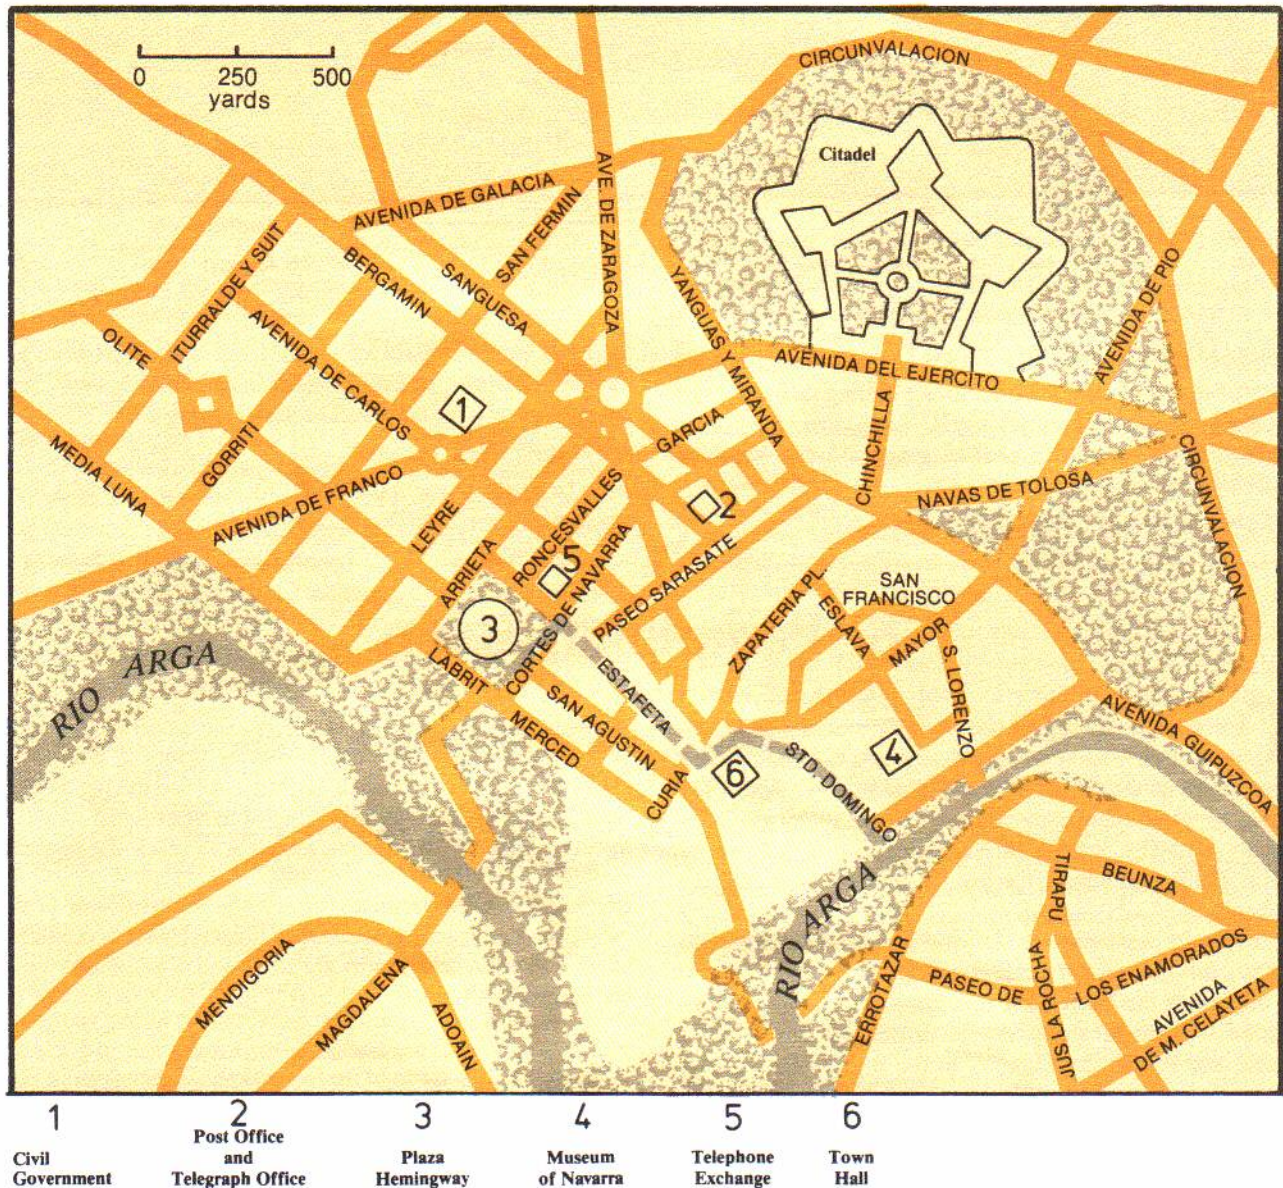 0 250 500
yards
CIRCUNVALACION
Citadel
AVENIDA DE GALACIA
SAN FERMIN
AVE. DE ZARAGOZA
ITURRALDE Y SUIT
BERGAMIN
SANGUESA
YANGUAS Y MIRANDA
AVENIDA DE PIO
OLITE
AVENIDA DE CARLOS
AVENIDA DEL EJERCITO
1
GARCIA
CHINCHILLA
MEDIA LUNA
GORRITI
AVENIDA DE FRANCO
LEYRE
ARRIETA
RONCESVALLES
2
NAVAS DE TOLOSA
CIRCUNVALACION
5
CORTES DE NAVARRA
PASEO SARASATE
ZAPATERIA PL.
SAN
FRANCISCO
ESLAVA
MAYOR
S. LORENZO
3
LABRIT
RIO ARGA
ESTAFETA
SAN AGUSTIN
MERCED
CURIA
6
STD. DOMINGO
4
AVENIDA GUIPUZCOA
RIO ARGA
TIRAPU
BEUNZA
MENDIGORIA
MAGDALENA
ADOAIN
ERROTAZAR
PASEO DE
LOS ENAMORADOS
JUS LA ROCHA
AVENIDA
DE M. CELAYETA
1 2 3 4 5 6
Civil
Government
Post Office
and
Telegraph Office
Plaza
Hemingway
Museum
of Navarra
Telephone
Exchange
Town
Hall